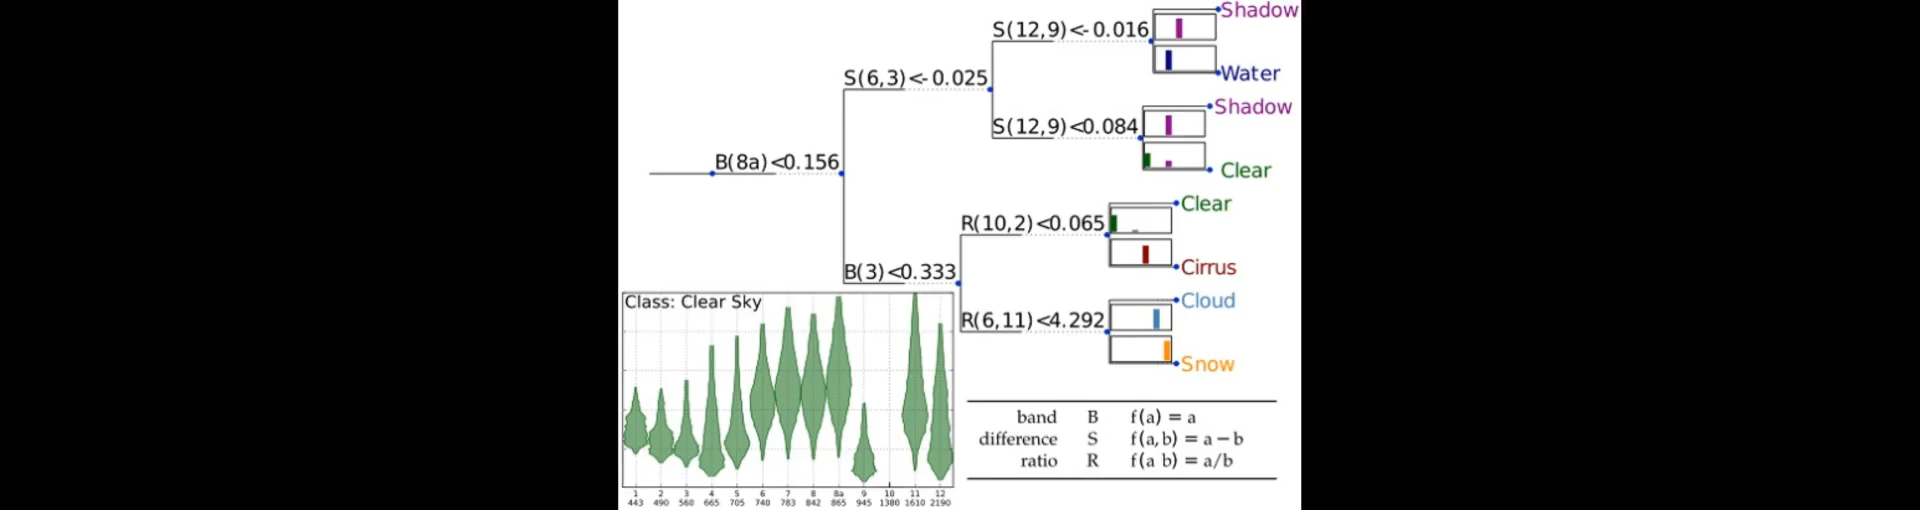 Shadow
S(12,9)<-0.016
Water
S(6,3)<-0.025
Shadow
S(12,9)<0.084
Clear
B(8a)<0.156
Clear
R(10,2)<0.065
Cirrus
B(3)<0.333
Cloud
R(6,11)<4.292
Snow
Class: Clear Sky
1 2 3 4 5 6 7 8 8a 9 10 11 12
443 490 560 665 705 740 783 842 865 945 1380 1610 2190
band B f(a) = a
difference S f(a,b) = a − b
ratio R f(a b) = a/b